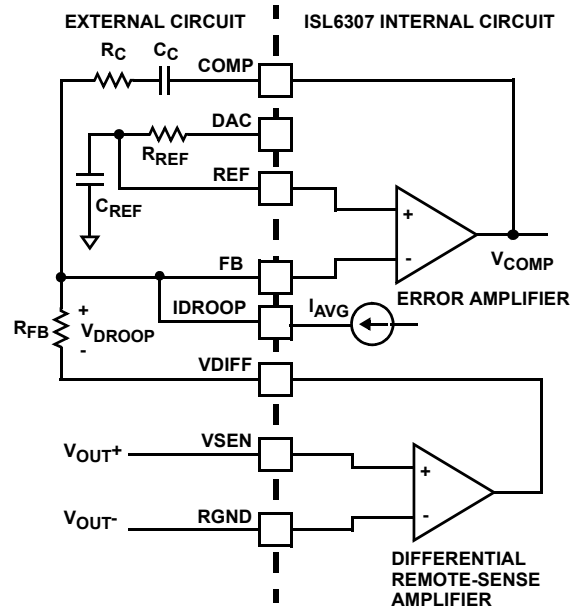 EXTERNAL CIRCUIT
ISL6307 INTERNAL CIRCUIT
RC
CC
COMP
DAC
RREF
REF
CREF
+
-
VCOMP
FB
ERROR AMPLIFIER
IDROOP
IAVG
RFB
+
VDROOP
-
VDIFF
VOUT+
VSEN
+
VOUT-
RGND
-
DIFFERENTIAL
REMOTE-SENSE
AMPLIFIER